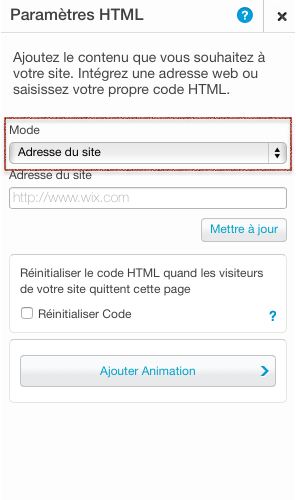 Paramètres HTML ? ×
Ajoutez le contenu que vous souhaitez à
votre site. Intégrez une adresse web ou
saisissez votre propre code HTML.
Mode
Adresse du site
Adresse du site
http://www.wix.com
Mettre à jour
Réinitialiser le code HTML quand les visiteurs
de votre site quittent cette page
Réinitialiser Code ?
Ajouter Animation